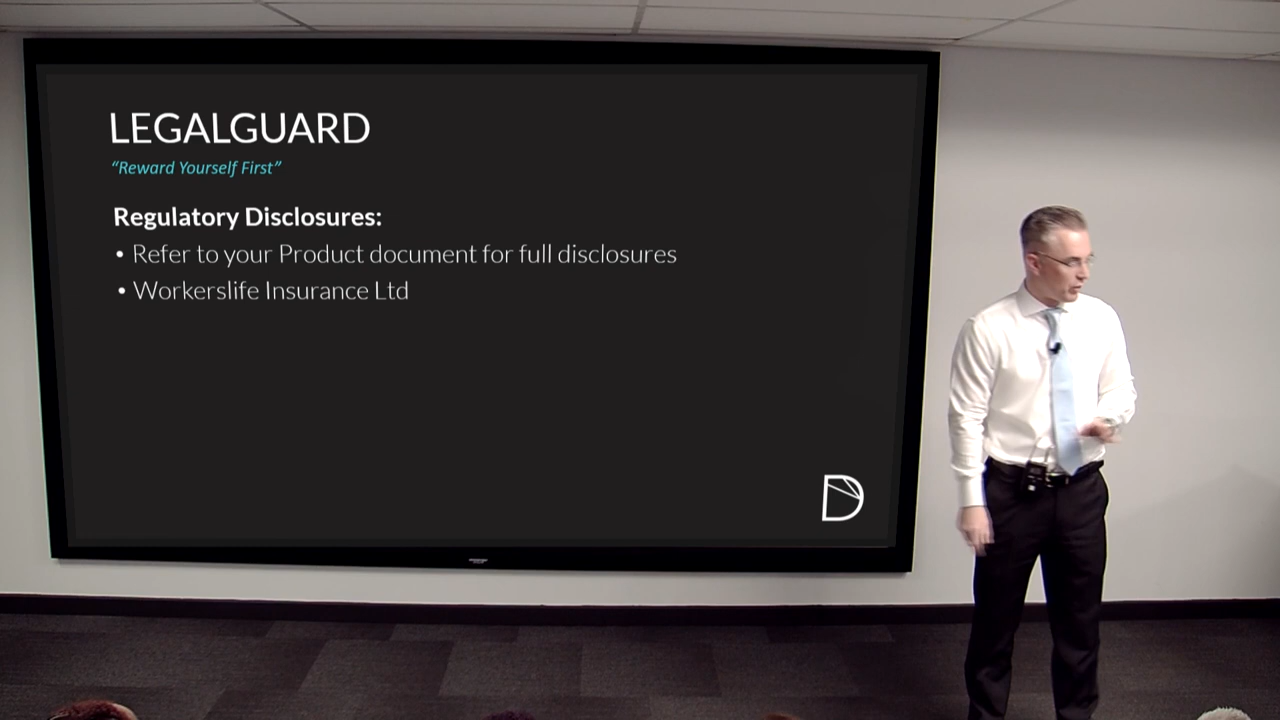 LEGALGUARD
“Reward Yourself First”
Regulatory Disclosures:
• Refer to your Product document for full disclosures
• Workerslife Insurance Ltd